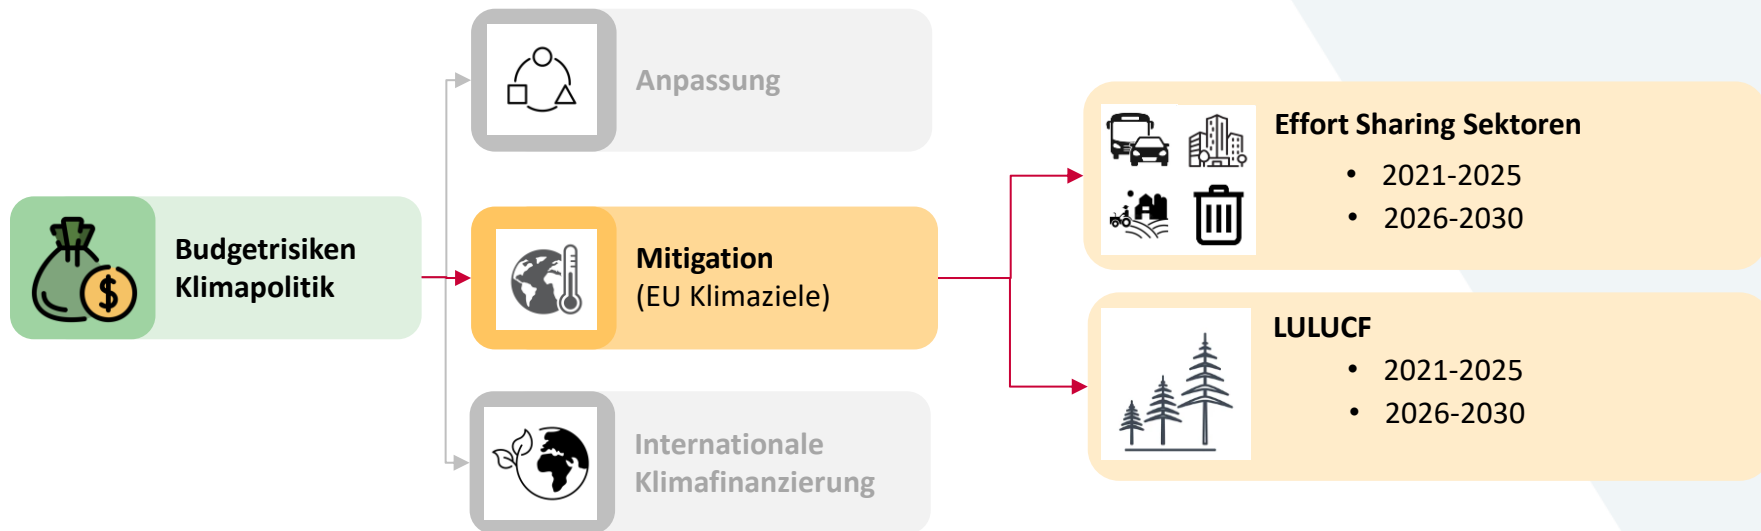 Budgetrisiken
Klimapolitik
$
Anpassung
Mitigation
(EU Klimaziele)
Internationale
Klimafinanzierung
Effort Sharing Sektoren
• 2021-2025
• 2026-2030
LULUCF
• 2021-2025
• 2026-2030